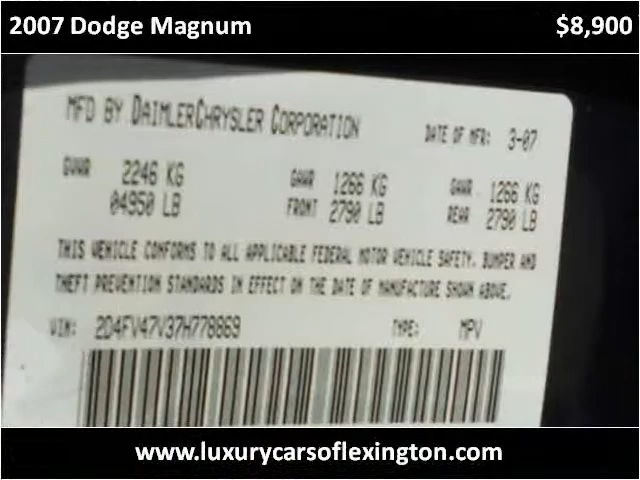 2007 Dodge Magnum $8,900
MFD BY DAIMLERCHRYSLER CORPORATION DATE OF MFR: 3-07
GVWR 2246 KG GAWR 1266 KG GAWR 1266 KG
04950 LB FRONT 2790 LB REAR 2790 LB
THIS VEHICLE CONFORMS TO ALL APPLICABLE FEDERAL MOTOR VEHICLE SAFETY, BUMPER AND
THEFT PREVENTION STANDARDS IN EFFECT ON THE DATE OF MANUFACTURE SHOWN ABOVE.
VIN: 2D4FV47V37H778869 TYPE: MPV
www.luxurycarsoflexington.com